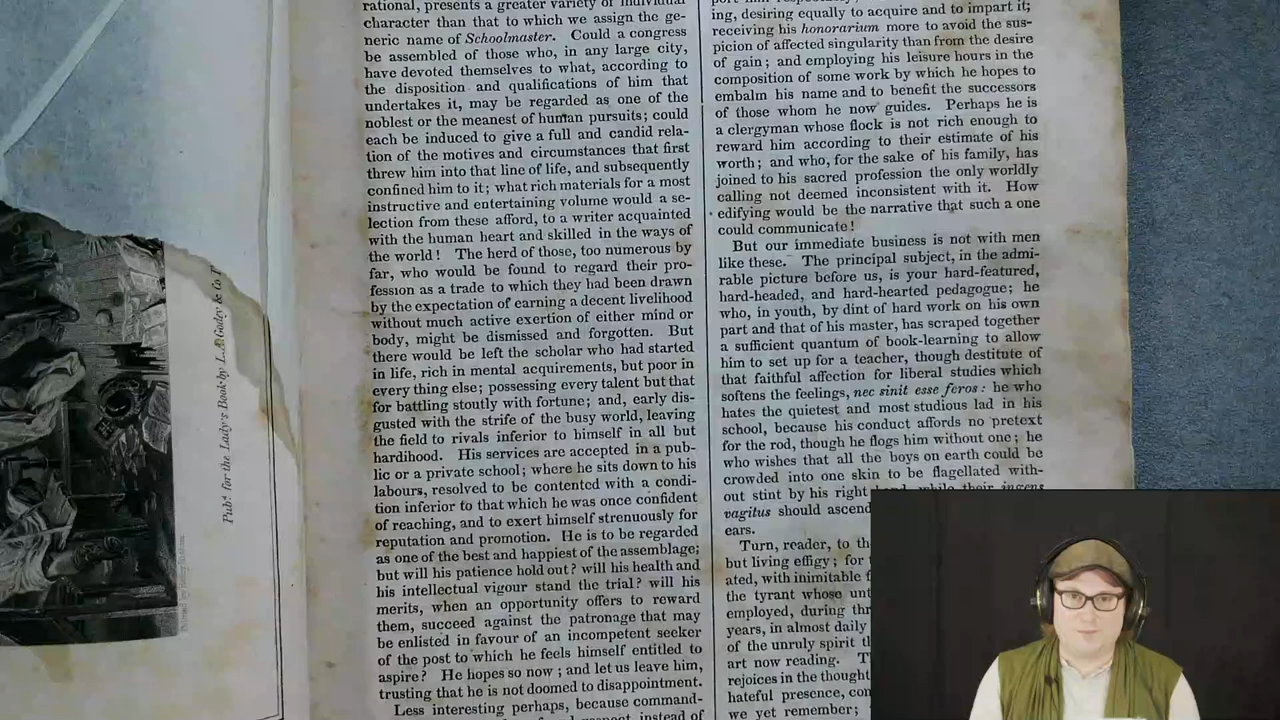 Pubd. for the Lady's Book by L. A. Godey & Co.
rational, presents a greater variety of individual
character than that to which we assign the ge-
neric name of Schoolmaster. Could a congress
be assembled of those who, in any large city,
have devoted themselves to what, according to
the disposition and qualifications of him that
undertakes it, may be regarded as one of the
noblest or the meanest of human pursuits; could
each be induced to give a full and candid rela-
tion of the motives and circumstances that first
threw him into that line of life, and subsequently
confined him to it; what rich materials for a most
instructive and entertaining volume would a se-
lection from these afford, to a writer acquainted
with the human heart and skilled in the ways of
the world! The herd of those, too numerous by
far, who would be found to regard their pro-
fession as a trade to which they had been drawn
by the expectation of earning a decent livelihood
without much active exertion of either mind or
body, might be dismissed and forgotten. But
there would be left the scholar who had started
in life, rich in mental acquirements, but poor in
every thing else; possessing every talent but that
for battling stoutly with fortune; and, early dis-
gusted with the strife of the busy world, leaving
the field to rivals inferior to himself in all but
hardihood. His services are accepted in a pub-
lic or a private school; where he sits down to his
labours, resolved to be contented with a condi-
tion inferior to that which he was once confident
of reaching, and to exert himself strenuously for
reputation and promotion. He is to be regarded
as one of the best and happiest of the assemblage;
but will his patience hold out? will his health and
his intellectual vigour stand the trial? will his
merits, when an opportunity offers to reward
them, succeed against the patronage that may
be enlisted in favour of an incompetent seeker
of the post to which he feels himself entitled to
aspire? He hopes so now; and let us leave him,
trusting that he is not doomed to disappointment.
Less interesting perhaps, because command-
respect instead of
ing, desiring equally to acquire and to impart it;
receiving his honorarium more to avoid the sus-
picion of affected singularity than from the desire
of gain; and employing his leisure hours in the
composition of some work by which he hopes to
embalm his name and to benefit the successors
of those whom he now guides. Perhaps he is
a clergyman whose flock is not rich enough to
reward him according to their estimate of his
worth; and who, for the sake of his family, has
joined to his sacred profession the only worldly
calling not deemed inconsistent with it. How
edifying would be the narrative that such a one
could communicate!
But our immediate business is not with men
like these. The principal subject, in the admi-
rable picture before us, is your hard-featured,
hard-headed, and hard-hearted pedagogue; he
who, in youth, by dint of hard work on his own
part and that of his master, has scraped together
a sufficient quantum of book-learning to allow
him to set up for a teacher, though destitute of
that faithful affection for liberal studies which
softens the feelings, nec sinit esse feros: he who
hates the quietest and most studious lad in his
school, because his conduct affords no pretext
for the rod, though he flogs him without one; he
who wishes that all the boys on earth could be
crowded into one skin to be flagellated with-
out stint by his right hand, while their ingens
vagitus should ascend
ears.
Turn, reader, to th
but living effigy; for
ated, with inimitable f
the tyrant whose unt
employed, during thr
years, in almost daily
of the unruly spirit th
art now reading. T
rejoices in the thought
hateful presence, con
we yet remember;